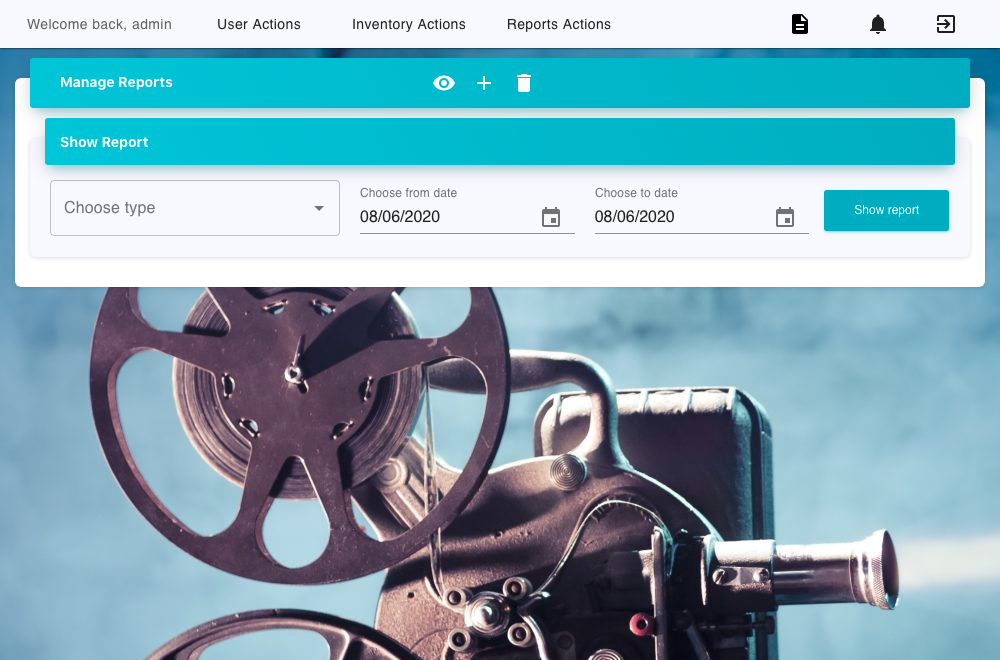 Welcome back, admin
User Actions
Inventory Actions
Reports Actions
Manage Reports
Show Report
Choose type
Choose from date
08/06/2020
Choose to date
08/06/2020
Show report